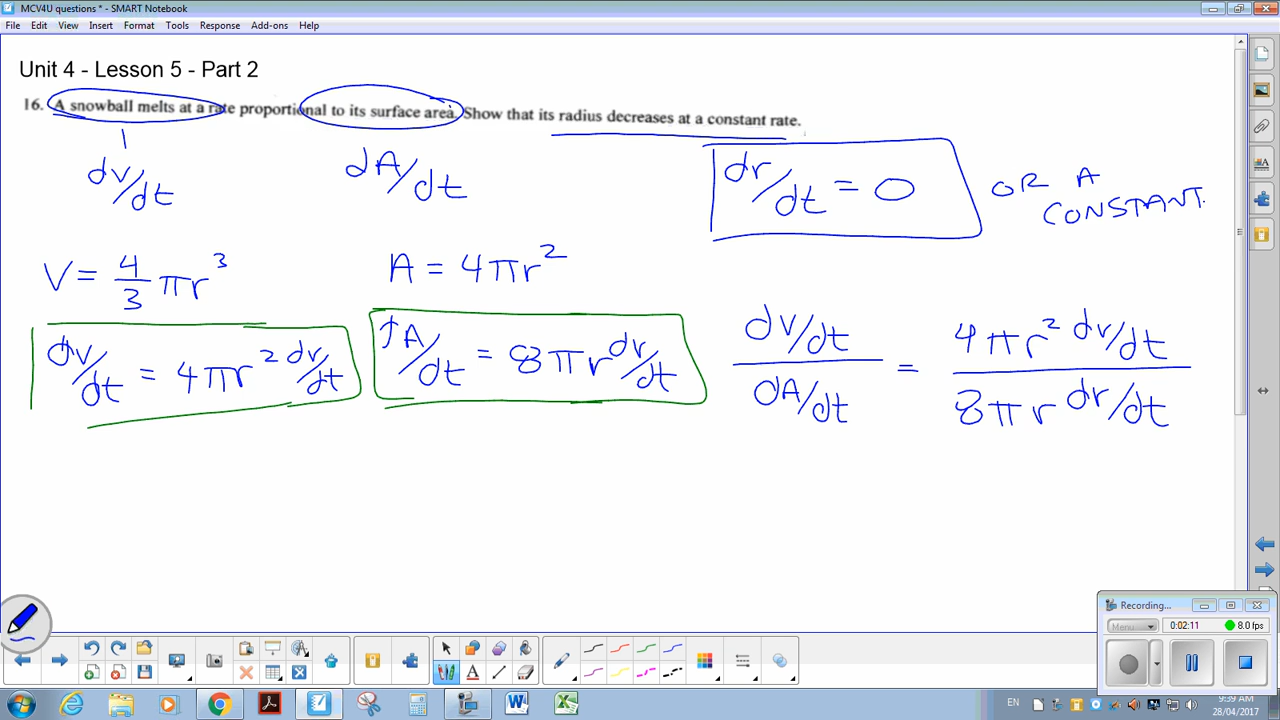 MCV4U questions * - SMART Notebook
File Edit View Insert Format Tools Response Add-ons Help
Unit 4 - Lesson 5 - Part 2
16. A snowball melts at a rate proportional to its surface area. Show that its radius decreases at a constant rate.
dv/dt
dA/dt
dr/dt = 0
OR A
CONSTANT.
V = 4/3 πr³
A = 4πr²
dv/dt = 4πr² dr/dt
dA/dt = 8πr dr/dt
dv/dt / dA/dt = 4πr² dr/dt / 8πr dr/dt
Recording...
Menu
0:02:11
8.0 fps
EN
9:39 AM
28/04/2017